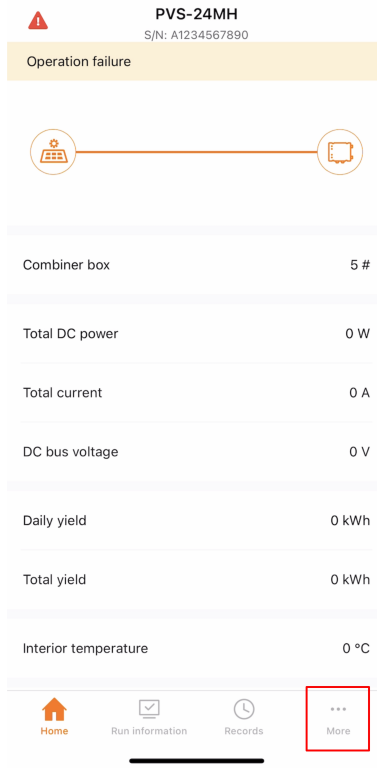 PVS-24MH
S/N: A1234567890
Operation failure
Combiner box 5 #
Total DC power 0 W
Total current 0 A
DC bus voltage 0 V
Daily yield 0 kWh
Total yield 0 kWh
Interior temperature 0 °C
Home Run information Records More